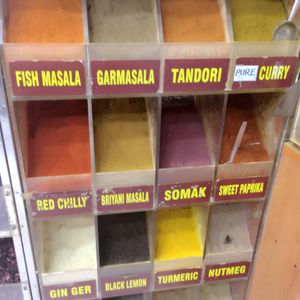 FISH MASALA
GARMASALA
TANDORI
PURE CURRY
RED CHILLY
BRIYANI MASALA
SOMAK
SWEET PAPRIKA
GIN GER
BLACK LEMON
TURMERIC
NUTMEG